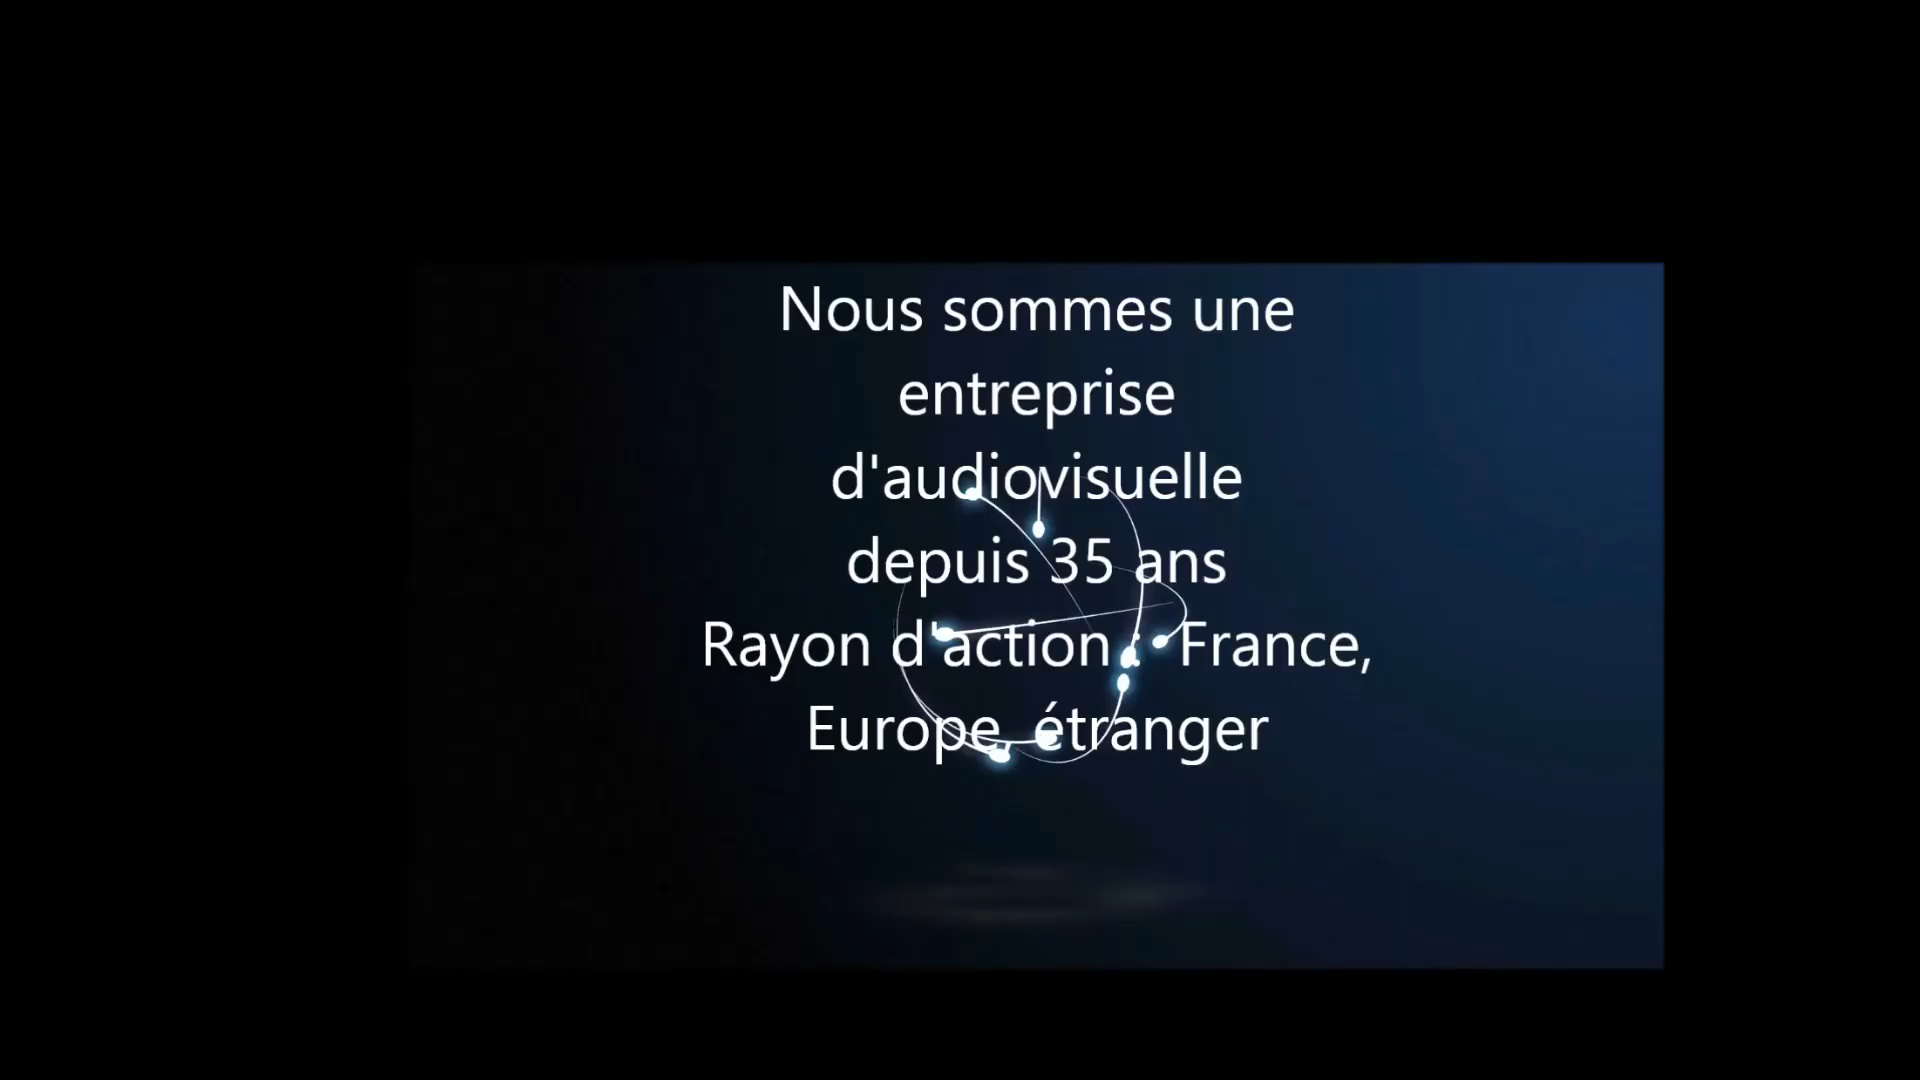 Nous sommes une
entreprise
d'audiovisuelle
depuis 35 ans
Rayon d'action :  France,
Europe, étranger